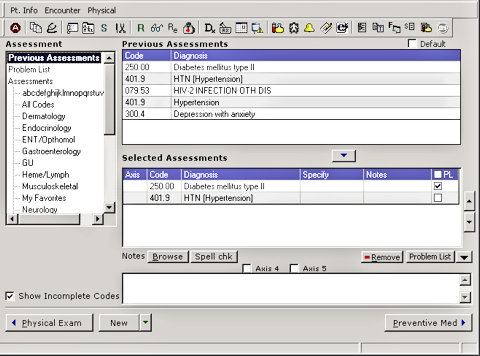 Pt. Info Encounter Physical
Assessment
Previous Assessments
Problem List
Assessments
abcdefghijklmnopqrstuv
All Codes
Dermatology
Endocrinology
ENT/Opthomol
Gastroenterology
GU
Heme/Lymph
Musculoskeletal
My Favorites
Neurology
Show Incomplete Codes
Previous Assessments Default
Code Diagnosis
250.00 Diabetes mellitus type II
401.9 HTN [Hypertension]
079.53 HIV-2 INFECTION OTH DIS
401.9 Hypertension
300.4 Depression with anxiety
Selected Assessments
Axis Code Diagnosis Specify Notes PL
250.00 Diabetes mellitus type II
401.9 HTN [Hypertension]
Notes Browse Spell chk Remove Problem List
Axis 4 Axis 5
Physical Exam New Preventive Med